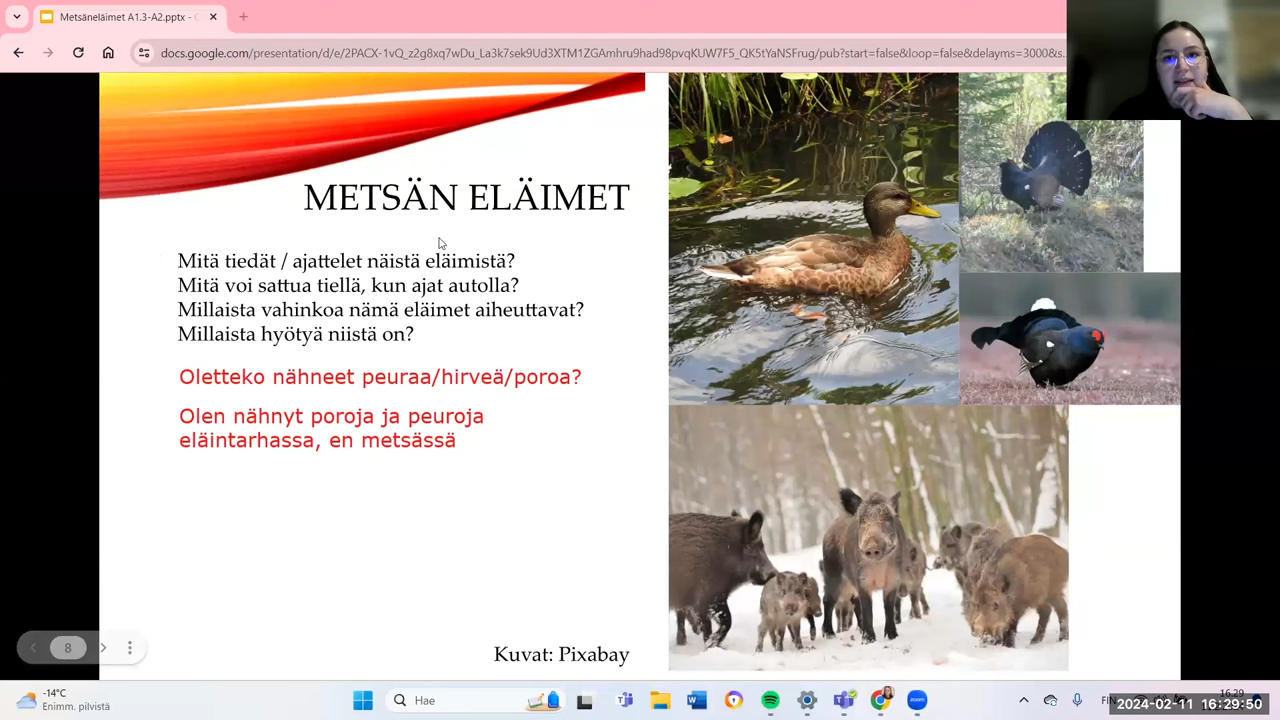 Metsäneläimet A1.3-A2.pptx -
docs.google.com/presentation/d/e/2PACX-1vQ_z2g8xq7wDu_La3k7sek9Ud3XTM1ZGAmhru9had98pvqKUW7F5_QK5tYaNSFrug/pub?start=false&loop=false&delayms=3000&s.
METSÄN ELÄIMET
Mitä tiedät / ajattelet näistä eläimistä?
Mitä voi sattua tiellä, kun ajat autolla?
Millaista vahinkoa nämä eläimet aiheuttavat?
Millaista hyötyä niistä on?
Oletteko nähneet peuraa/hirveä/poroa?
Olen nähnyt poroja ja peuroja
eläintarhassa, en metsässä
Kuvat: Pixabay
8
-14°C
Enimm. pilvistä
Hae
FIN
16.29
2024-02-11 16:29:50